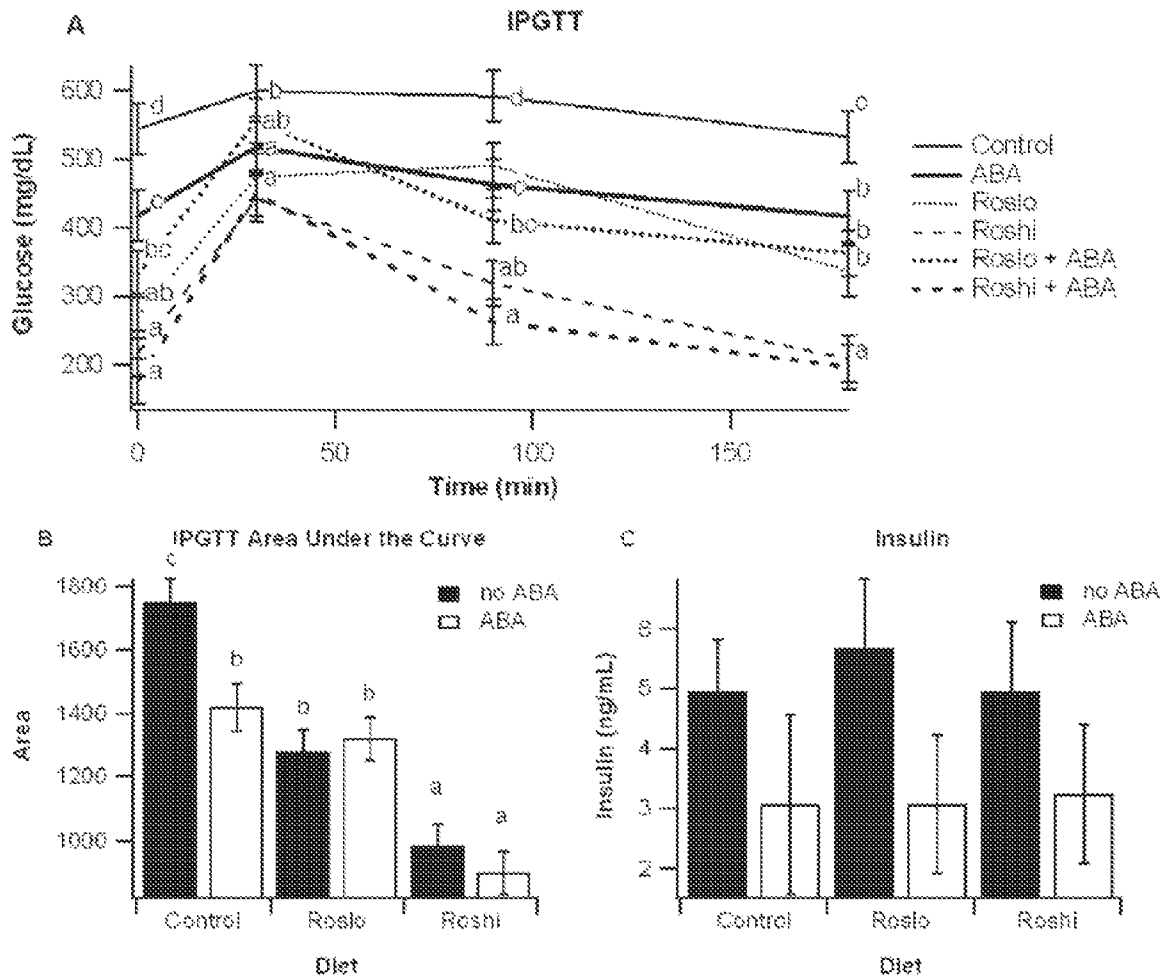 A
IPGTT
Glucose (mg/dL)
600
500
400
300
200
d
c
bc
ab
a
a
b
ab
a
a
d
c
bc
ab
a
c
b
b
b
a
0
50
100
150
Time (min)
Control
ABA
Roslo
Roshi
Roslo + ABA
Roshi + ABA
B
IPGTT Area Under the Curve
Area
1800
1600
1400
1200
1000
c
b
b
b
a
a
no ABA
ABA
Control
Roslo
Roshi
Diet
C
Insulin
Insulin (ng/mL)
6
5
4
3
2
no ABA
ABA
Control
Roslo
Roshi
Diet